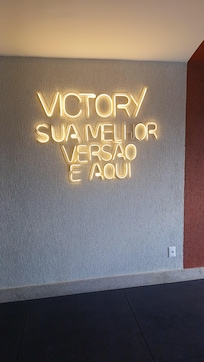 VICTORY
SUA MELHOR
VERSÃO
E AQUI